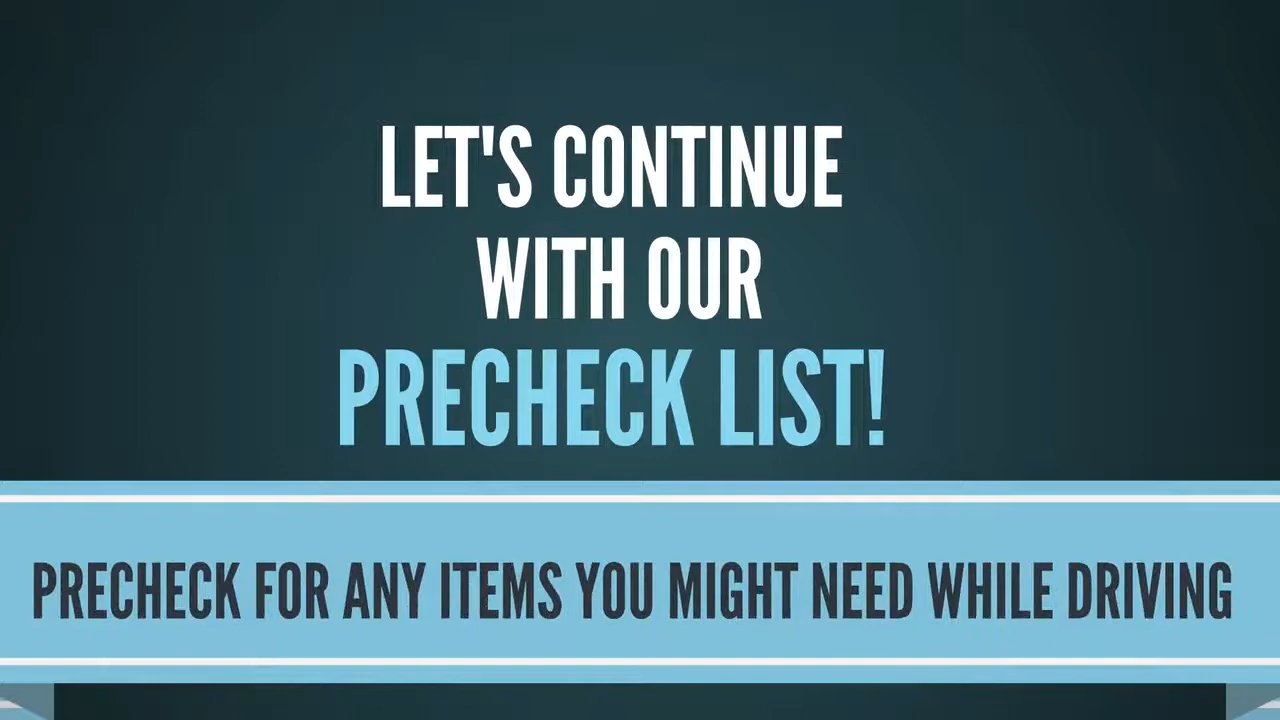 LET'S CONTINUE
WITH OUR
PRECHECK LIST!
PRECHECK FOR ANY ITEMS YOU MIGHT NEED WHILE DRIVING